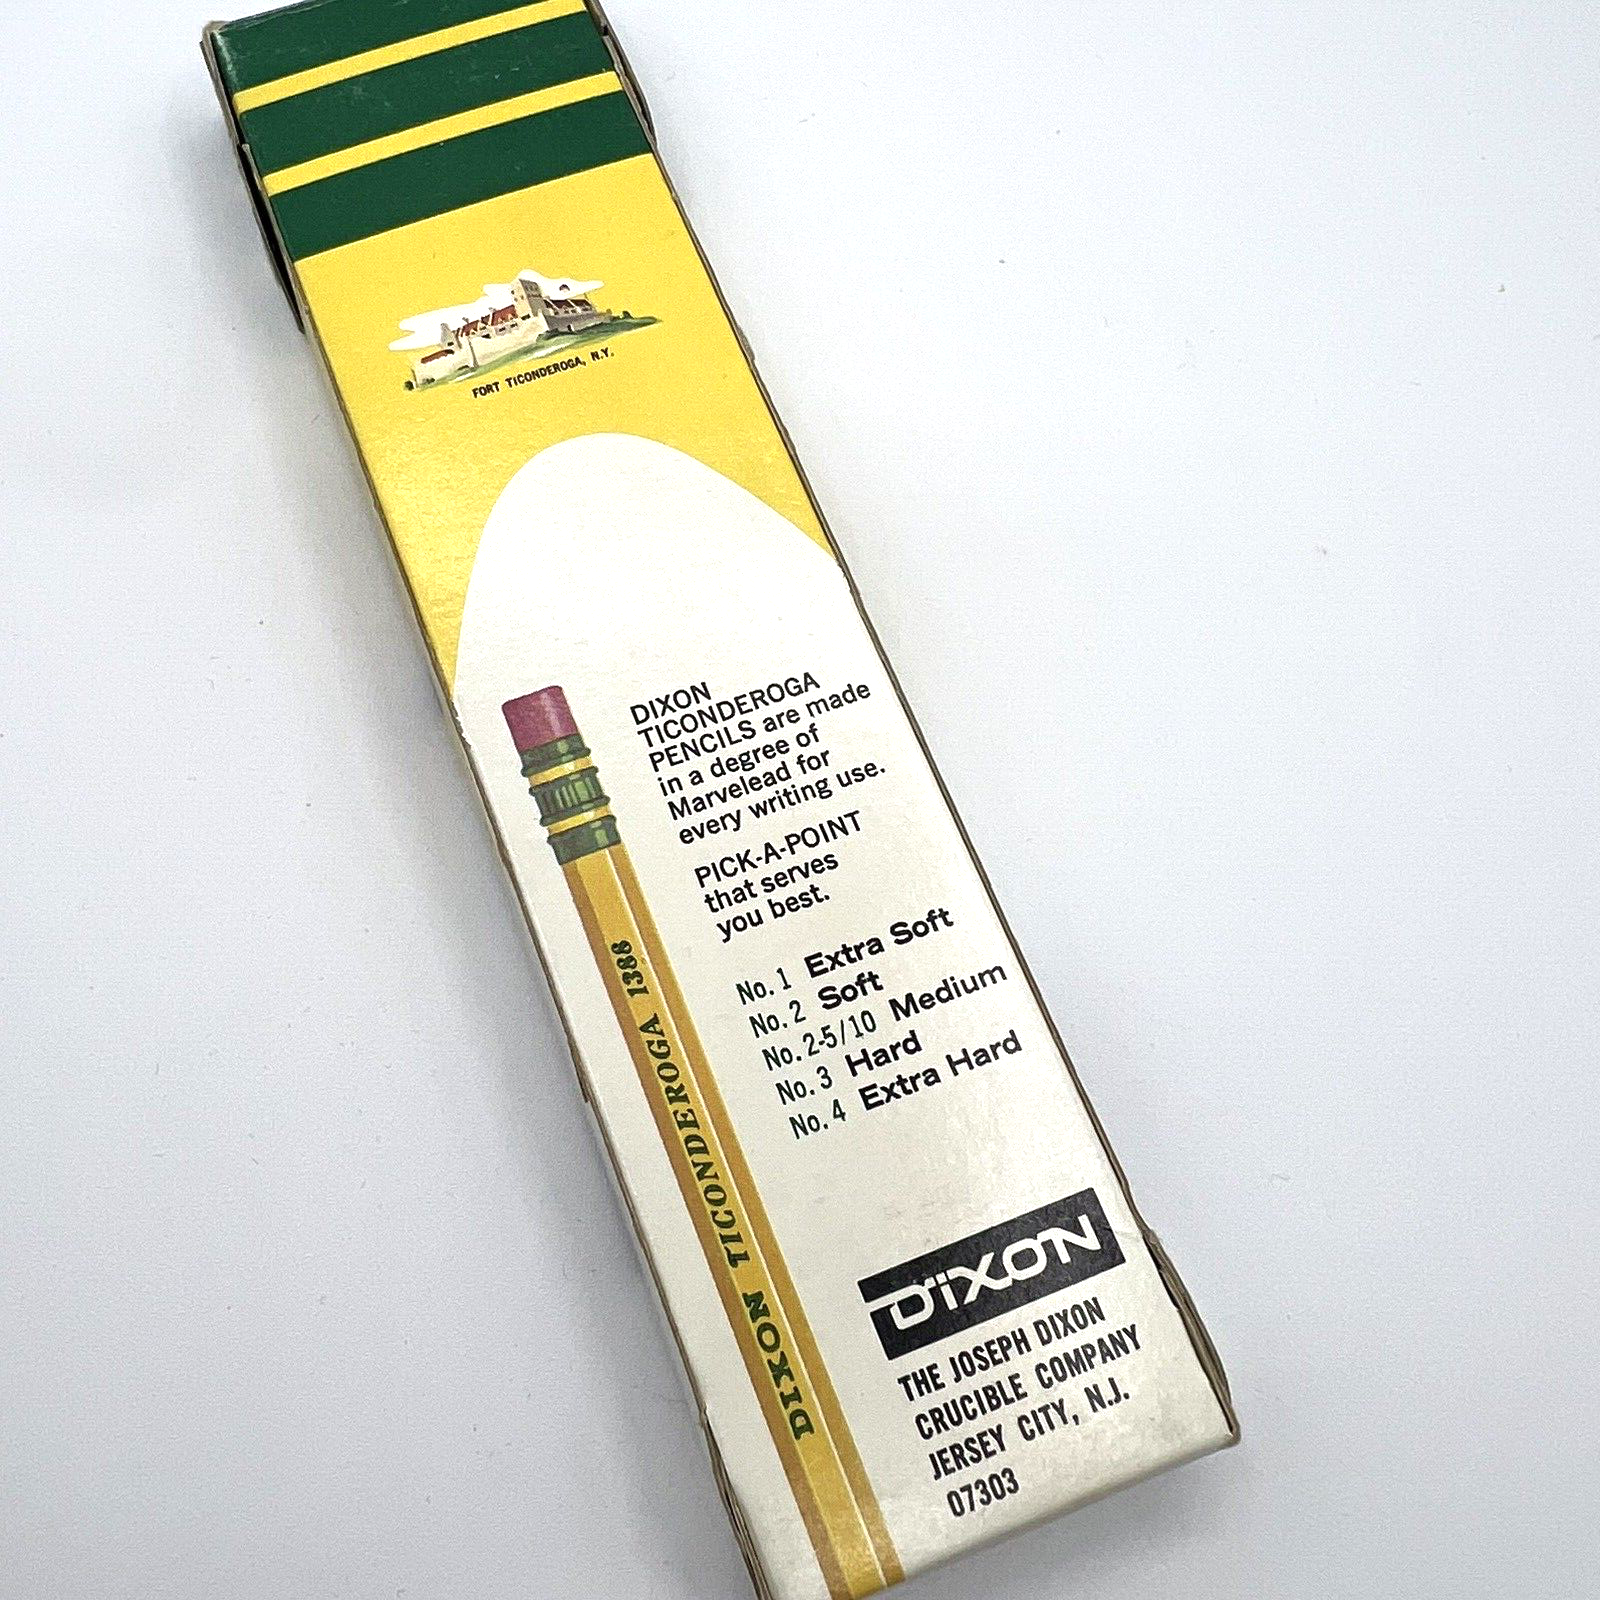 FORT TICONDEROGA, N.Y.
DIXON
TICONDEROGA
PENCILS are made
in a degree of
Marvelead for
every writing use.
PICK-A-POINT
that serves
you best.
No. 1 Extra Soft
No. 2 Soft
No. 2-5/10 Medium
No. 3 Hard
No. 4 Extra Hard
DIXON TICONDEROGA 1388
DIXON
THE JOSEPH DIXON
CRUCIBLE COMPANY
JERSEY CITY, N.J.
07303